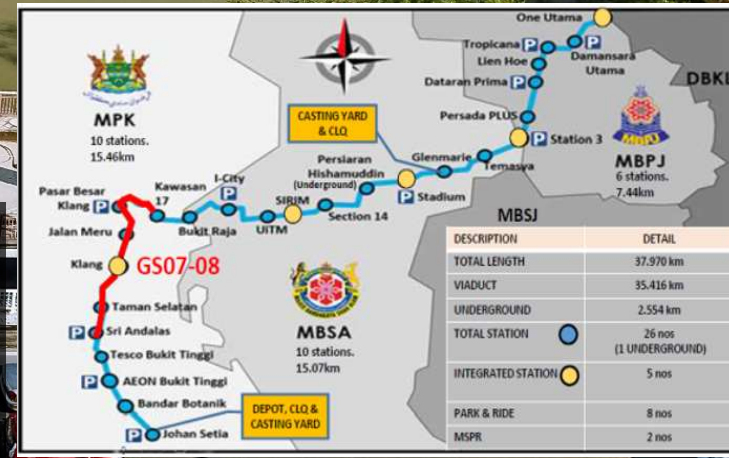 One Utama
Tropicana P
P
Damansara
Utama
Lien Hoe
Dataran Prima P
DBKL
MPK
10 stations.
15.46km
CASTING YARD
& CLQ
Persada PLUS
P Station 3
MBPJ
6 stations.
7.44km
Glenmarie
Temasya
Persiaran
Hishamuddin
(Underground)
P Stadium
I-City
P
Kawasan
17
Pasar Besar
Klang P
SIRIM
Section 14
UiTM
Bukit Raja
MBSJ
Jalan Meru
Klang
GS07-08
Taman Selatan
P Sri Andalas
Tesco Bukit Tinggi
P AEON Bukit Tinggi
Bandar Botanik
P Johan Setia
MBSA
10 stations.
15.07km
DEPOT, CLQ &
CASTING YARD
DESCRIPTION DETAIL
TOTAL LENGTH 37.970 km
VIADUCT 35.416 km
UNDERGROUND 2.554 km
TOTAL STATION 26 nos
(1 UNDERGROUND)
INTEGRATED STATION 5 nos
PARK & RIDE 8 nos
MSPR 2 nos